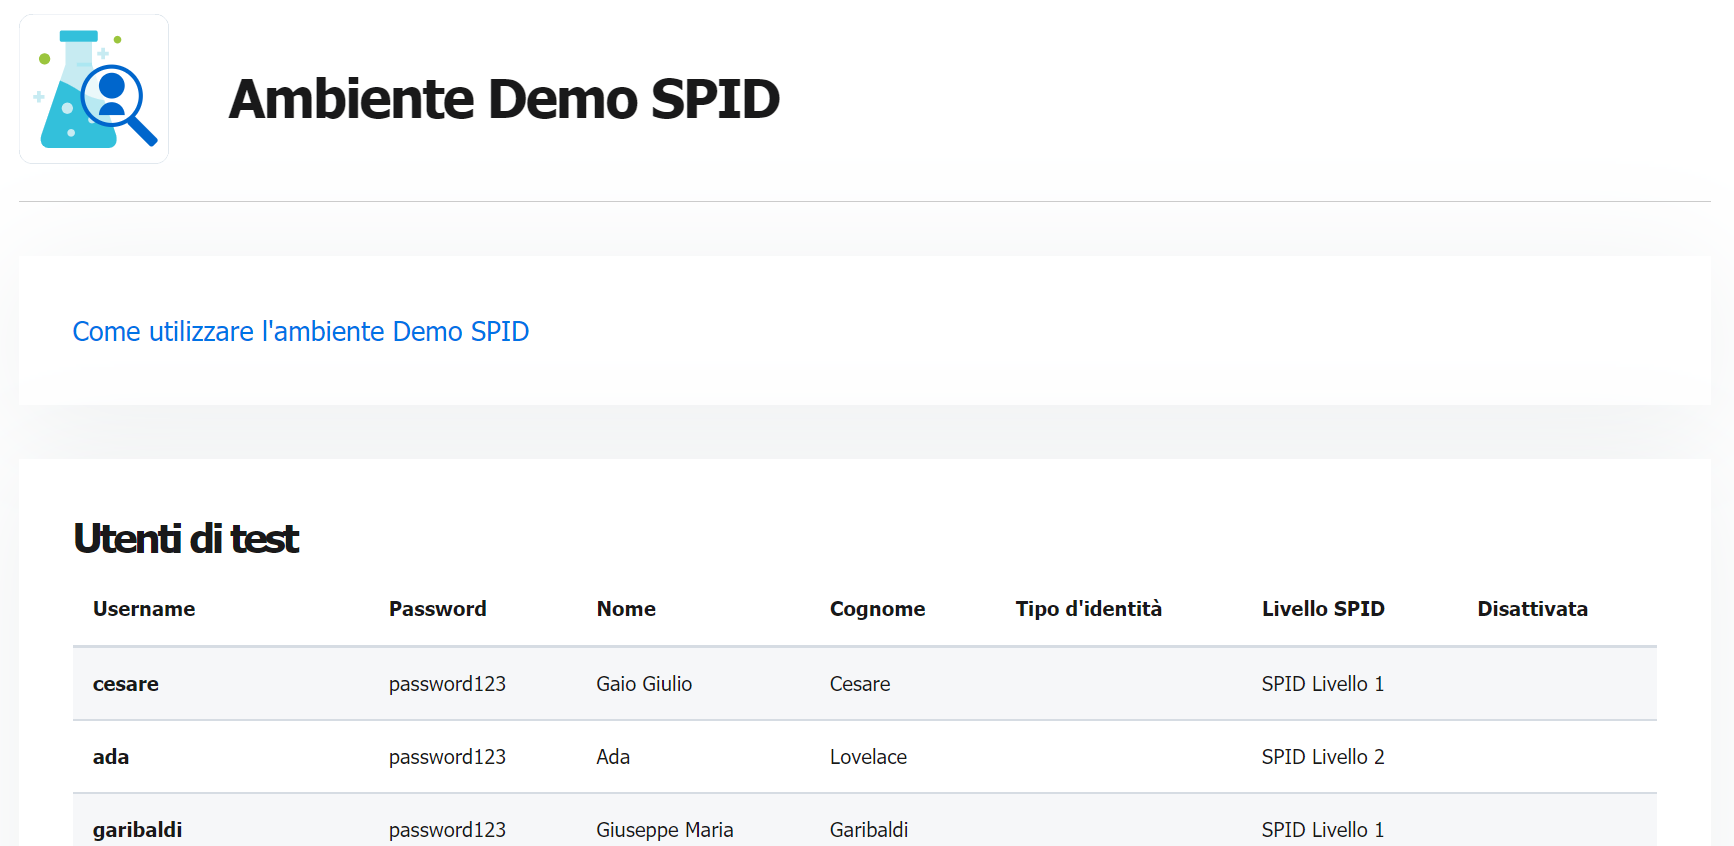 Ambiente Demo SPID
Come utilizzare l'ambiente Demo SPID
Utenti di test
Username Password Nome Cognome Tipo d'identità Livello SPID Disattivata
cesare password123 Gaio Giulio Cesare SPID Livello 1
ada password123 Ada Lovelace SPID Livello 2
garibaldi password123 Giuseppe Maria Garibaldi SPID Livello 1